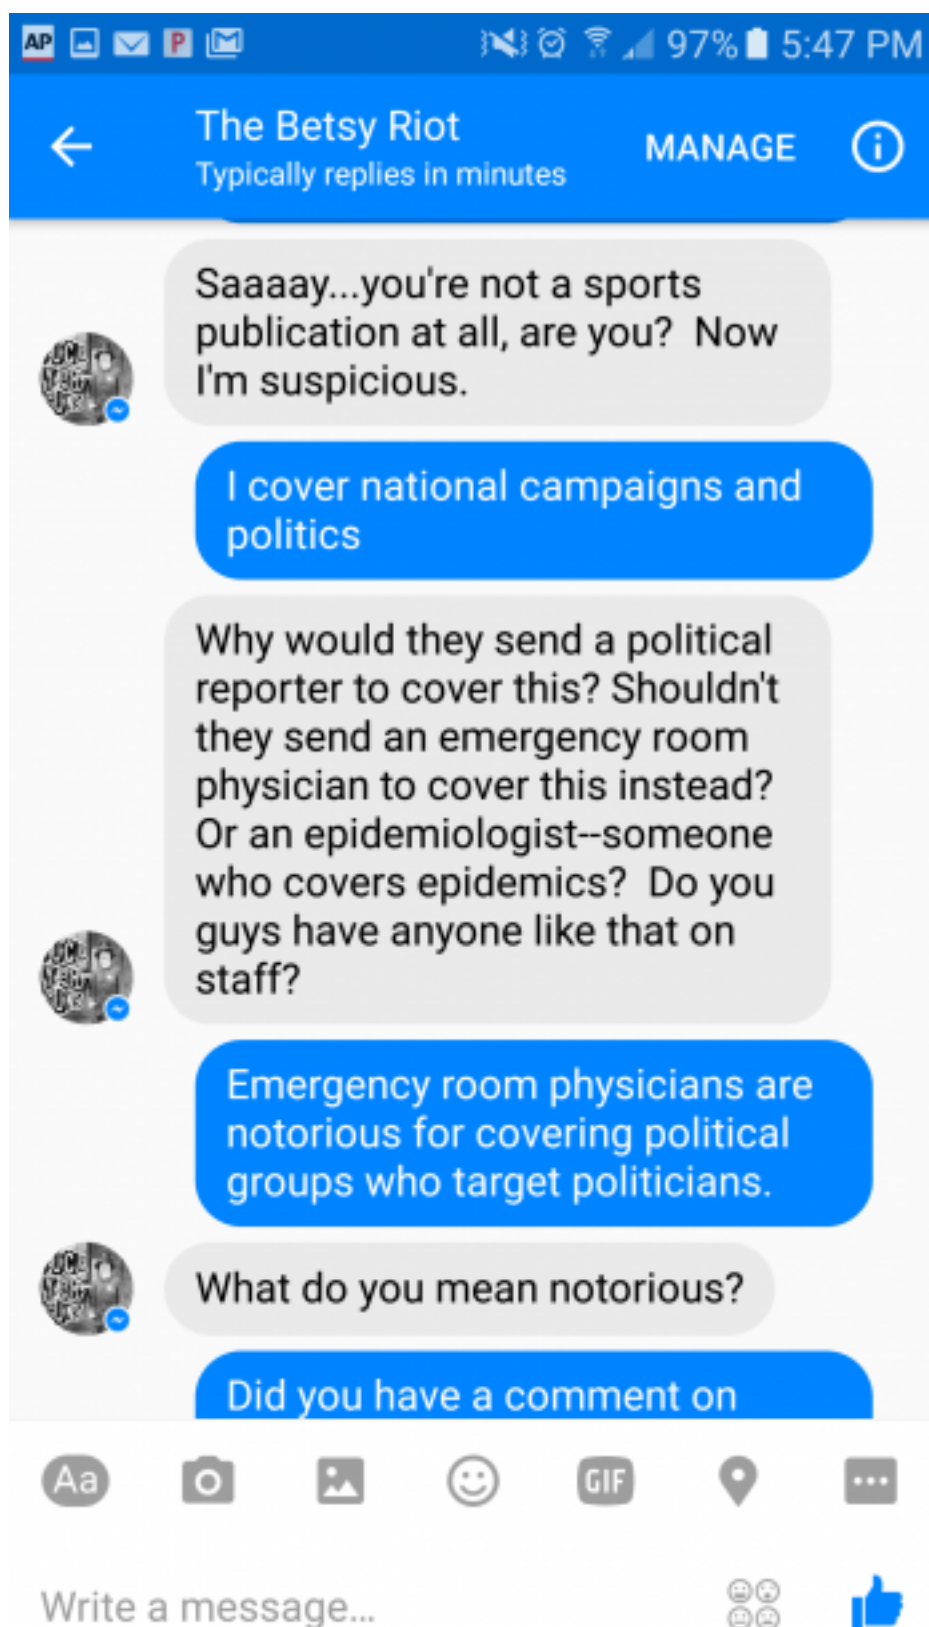 AP P 97% 5:47 PM
The Betsy Riot
Typically replies in minutes
MANAGE
Saaaay...you're not a sports
publication at all, are you? Now
I'm suspicious.
I cover national campaigns and
politics
Why would they send a political
reporter to cover this? Shouldn't
they send an emergency room
physician to cover this instead?
Or an epidemiologist--someone
who covers epidemics? Do you
guys have anyone like that on
staff?
Emergency room physicians are
notorious for covering political
groups who target politicians.
What do you mean notorious?
Did you have a comment on
Aa GIF
Write a message...